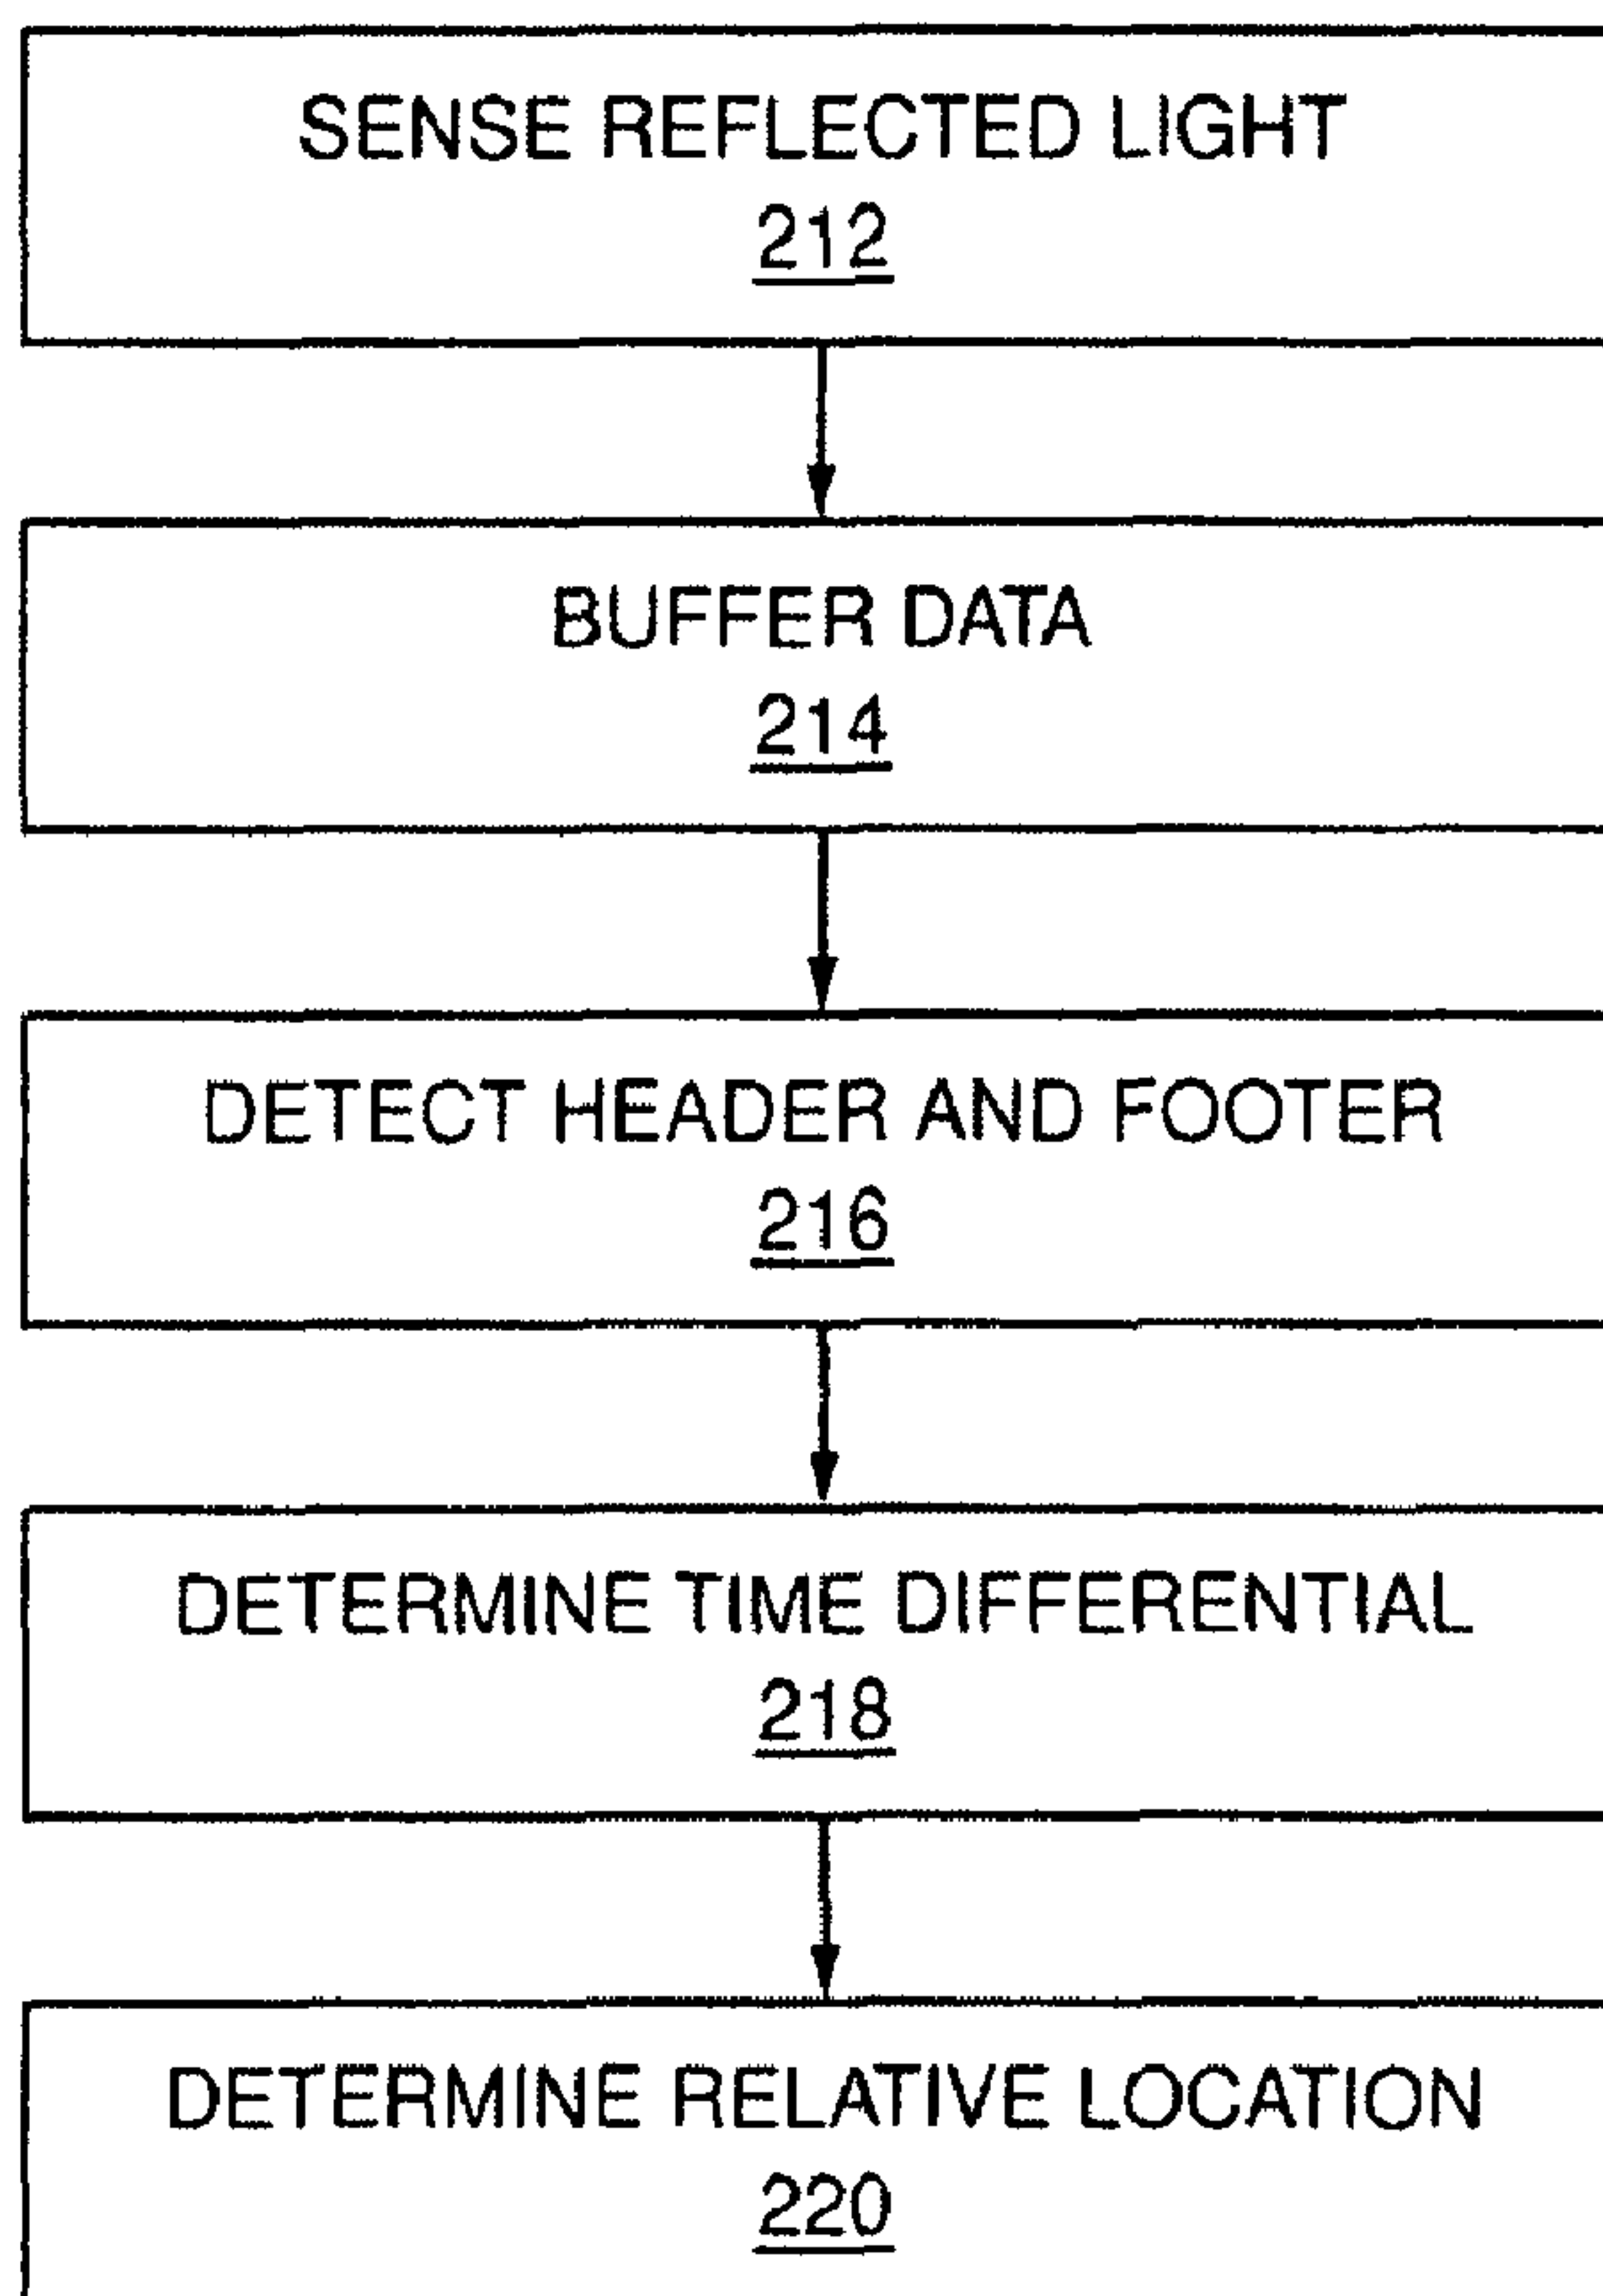 SENSE REFLECTED LIGHT
212
BUFFER DATA
214
DETECT HEADER AND FOOTER
216
DETERMINE TIME DIFFERENTIAL
218
DETERMINE RELATIVE LOCATION
220